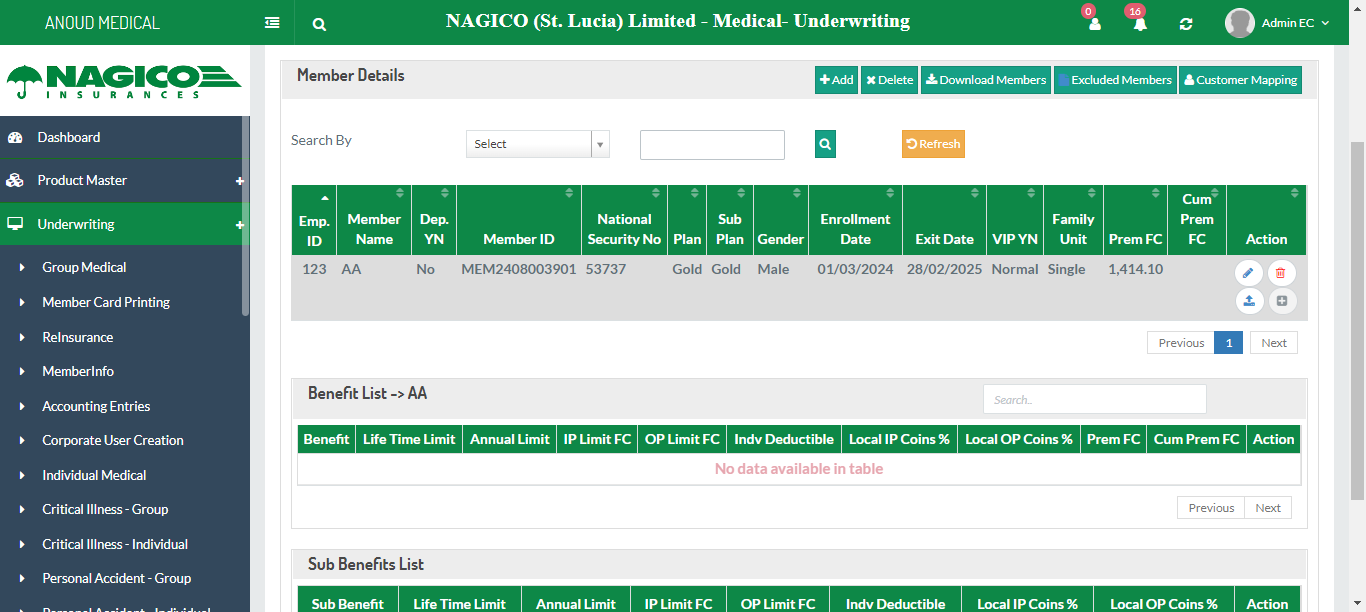 ANOUD MEDICAL
NAGICO (St. Lucia) Limited - Medical- Underwriting
0
16
Admin EC
NAGICO
INSURANCES
Dashboard
Product Master
Underwriting
Group Medical
Member Card Printing
ReInsurance
MemberInfo
Accounting Entries
Corporate User Creation
Individual Medical
Critical Illness - Group
Critical Illness - Individual
Personal Accident - Group
Personal Accident - Individual
Member Details
Add Delete Download Members Excluded Members Customer Mapping
Search By Select Refresh
Emp. ID Member Name Dep. YN Member ID National Security No Plan Sub Plan Gender Enrollment Date Exit Date VIP YN Family Unit Prem FC Cum Prem FC Action
123 AA No MEM2408003901 53737 Gold Gold Male 01/03/2024 28/02/2025 Normal Single 1,414.10
Previous 1 Next
Benefit List -> AA Search..
Benefit Life Time Limit Annual Limit IP Limit FC OP Limit FC Indv Deductible Local IP Coins % Local OP Coins % Prem FC Cum Prem FC Action
No data available in table
Previous Next
Sub Benefits List
Sub Benefit Life Time Limit Annual Limit IP Limit FC OP Limit FC Indv Deductible Local IP Coins % Local OP Coins % Action